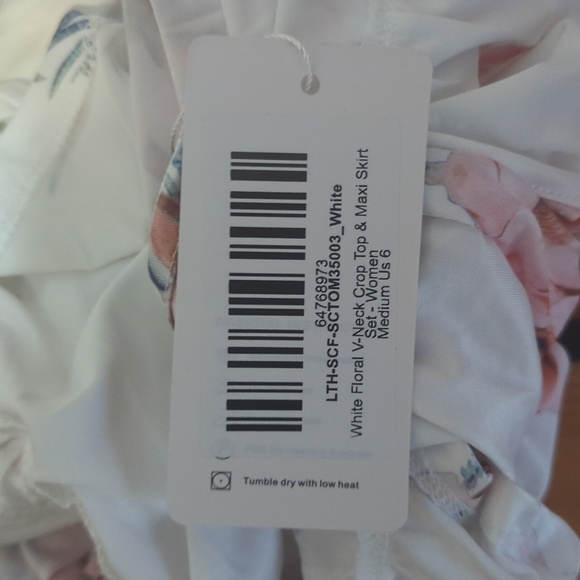 64768973
LTH-SCF-SCTOM35003_White
White Floral V-Neck Crop Top & Maxi Skirt
Set - Women
Medium Us 6
Tumble dry with low heat